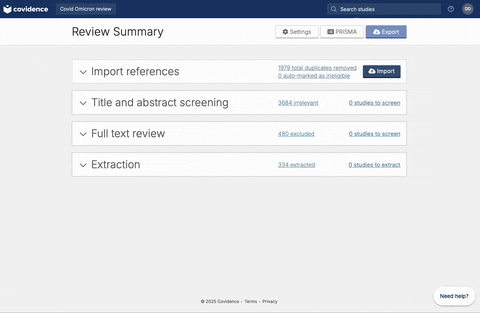 covidence
Covid Omicron review
Search studies
DD
Review Summary
Settings
PRISMA
Export
Import references
1979 total duplicates removed
0 auto-marked as ineligible
Import
Title and abstract screening
3684 irrelevant
0 studies to screen
Full text review
480 excluded
0 studies to screen
Extraction
334 extracted
0 studies to extract
Need help?
© 2025 Covidence - Terms - Privacy